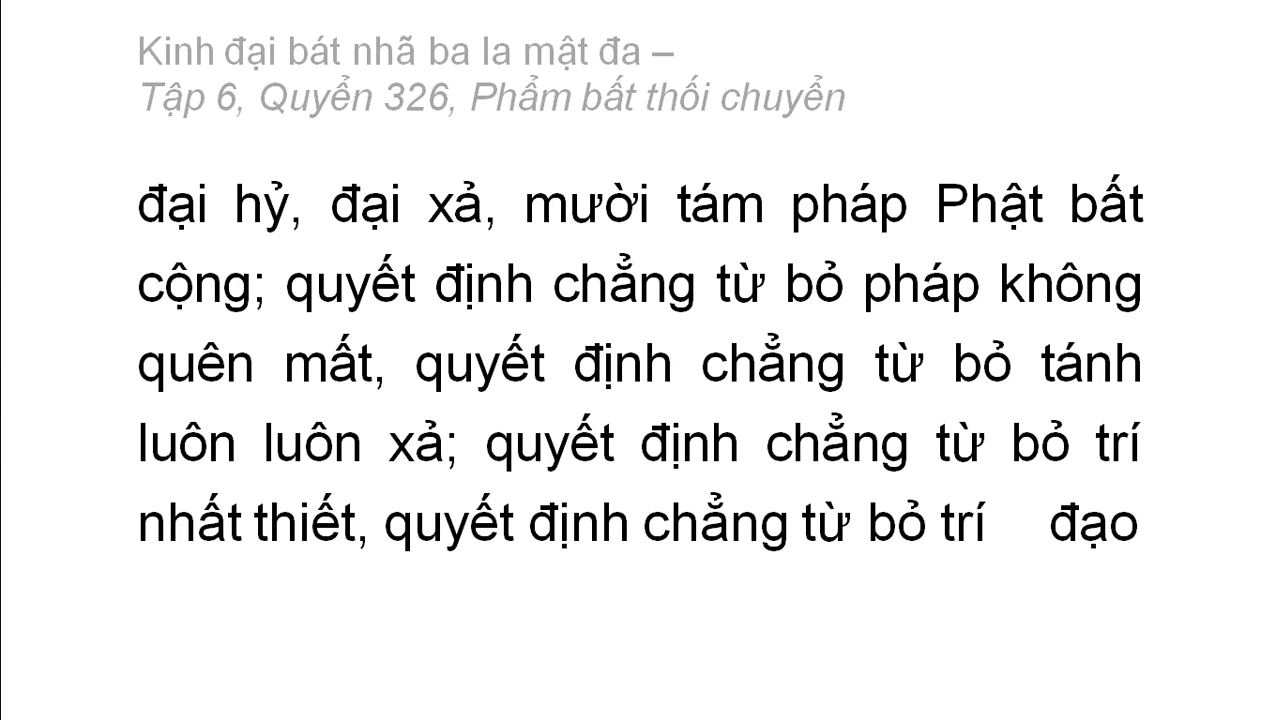 Kinh đại bát nhã ba la mật đa –
Tập 6, Quyển 326, Phẩm bất thối chuyển
đại hỷ, đại xả, mười tám pháp Phật bất
cộng; quyết định chẳng từ bỏ pháp không
quên mất, quyết định chẳng từ bỏ tánh
luôn luôn xả; quyết định chẳng từ bỏ trí
nhất thiết, quyết định chẳng từ bỏ trí đạo